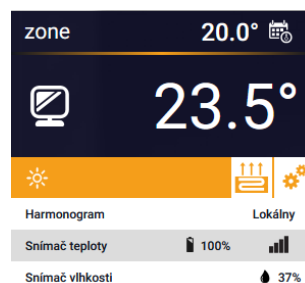 zone 20.0°
23.5°
Harmonogram Lokálny
Snímač teploty 100%
Snímač vlhkosti 37%